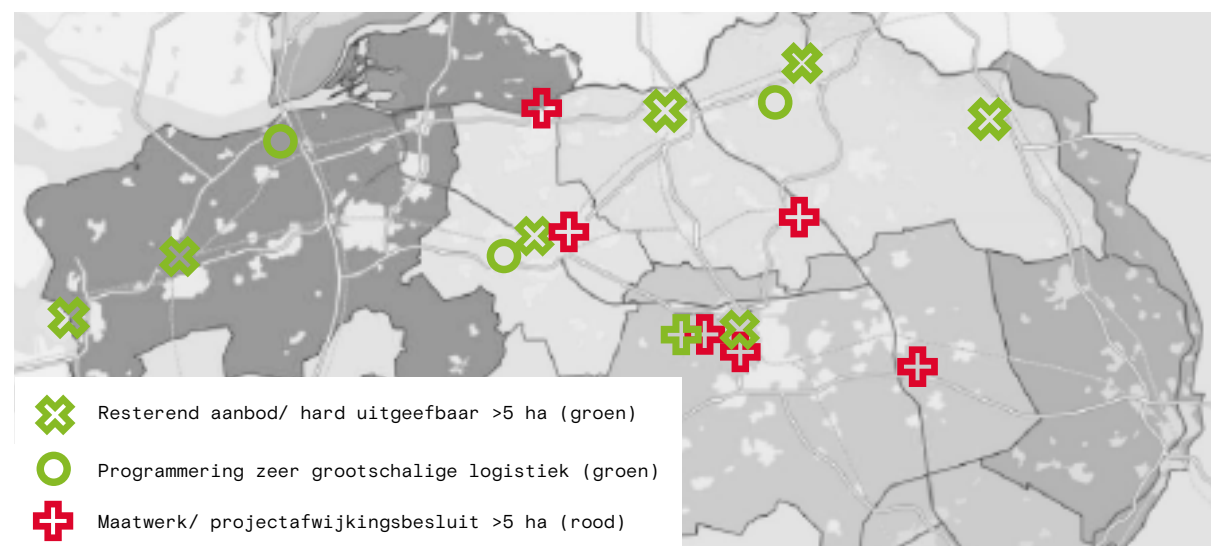 Resterend aanbod/ hard uitgeefbaar >5 ha (groen)
Programmering zeer grootschalige logistiek (groen)
Maatwerk/ projectafwijkingsbesluit >5 ha (rood)